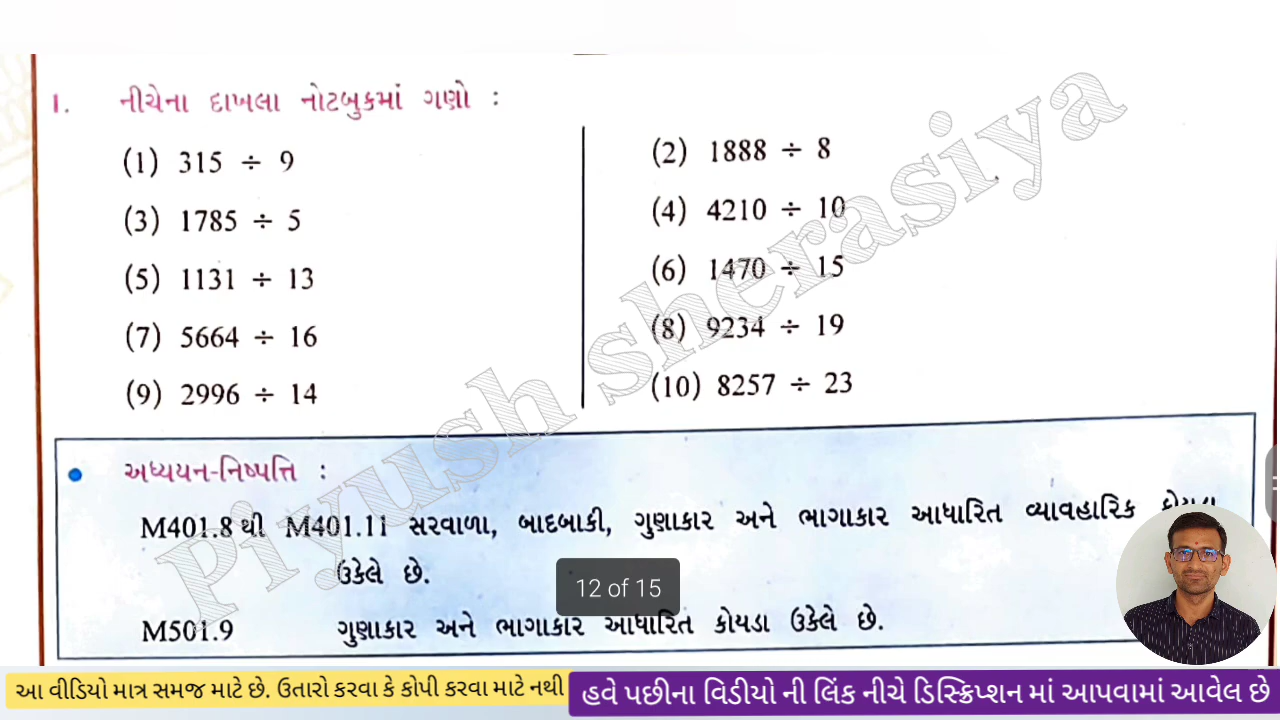 1. નીચેના દાખલા નોટબુકમાં ગણો :
(1) 315 ÷ 9
(2) 1888 ÷ 8
(3) 1785 ÷ 5
(4) 4210 ÷ 10
(5) 1131 ÷ 13
(6) 1470 ÷ 15
(7) 5664 ÷ 16
(8) 9234 ÷ 19
(9) 2996 ÷ 14
(10) 8257 ÷ 23
Piyush sherasiya
• અધ્યયન-નિષ્પત્તિ :
M401.8 થી M401.11 સરવાળા, બાદબાકી, ગુણાકાર અને ભાગાકાર આધારિત વ્યાવહારિક
ઉકેલે છે.
12 of 15
M501.9 ગુણાકાર અને ભાગાકાર આધારિત કોયડા ઉકેલે છે.
આ વીડિયો માત્ર સમજ માટે છે. ઉતારો કરવા કે કોપી કરવા માટે નથી
હવે પછીના વિડીયો ની લિંક નીચે ડિસ્ક્રિપ્શન માં આપવામાં આવેલ છે